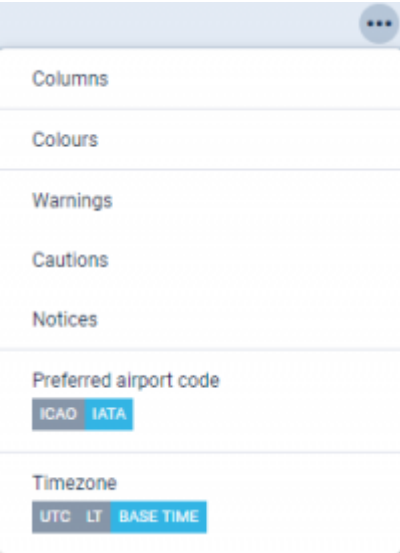 Columns
Colours
Warnings
Cautions
Notices
Preferred airport code
ICAO IATA
Timezone
UTC LT BASE TIME